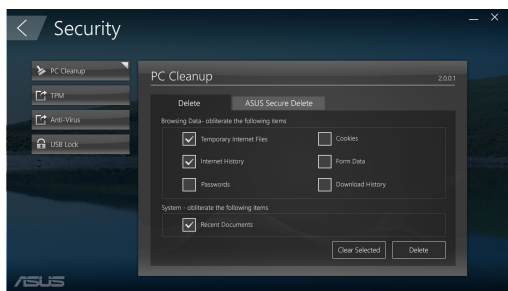 Security
PC Cleanup
TPM
Anti-Virus
USB Lock
PC Cleanup 2.0.0.1
Delete ASUS Secure Delete
Browsing Data- obliterate the following items
Temporary Internet Files Cookies
Internet History Form Data
Passwords Download History
System - obliterate the following items
Recent Documents
Clear Selected Delete
ASUS